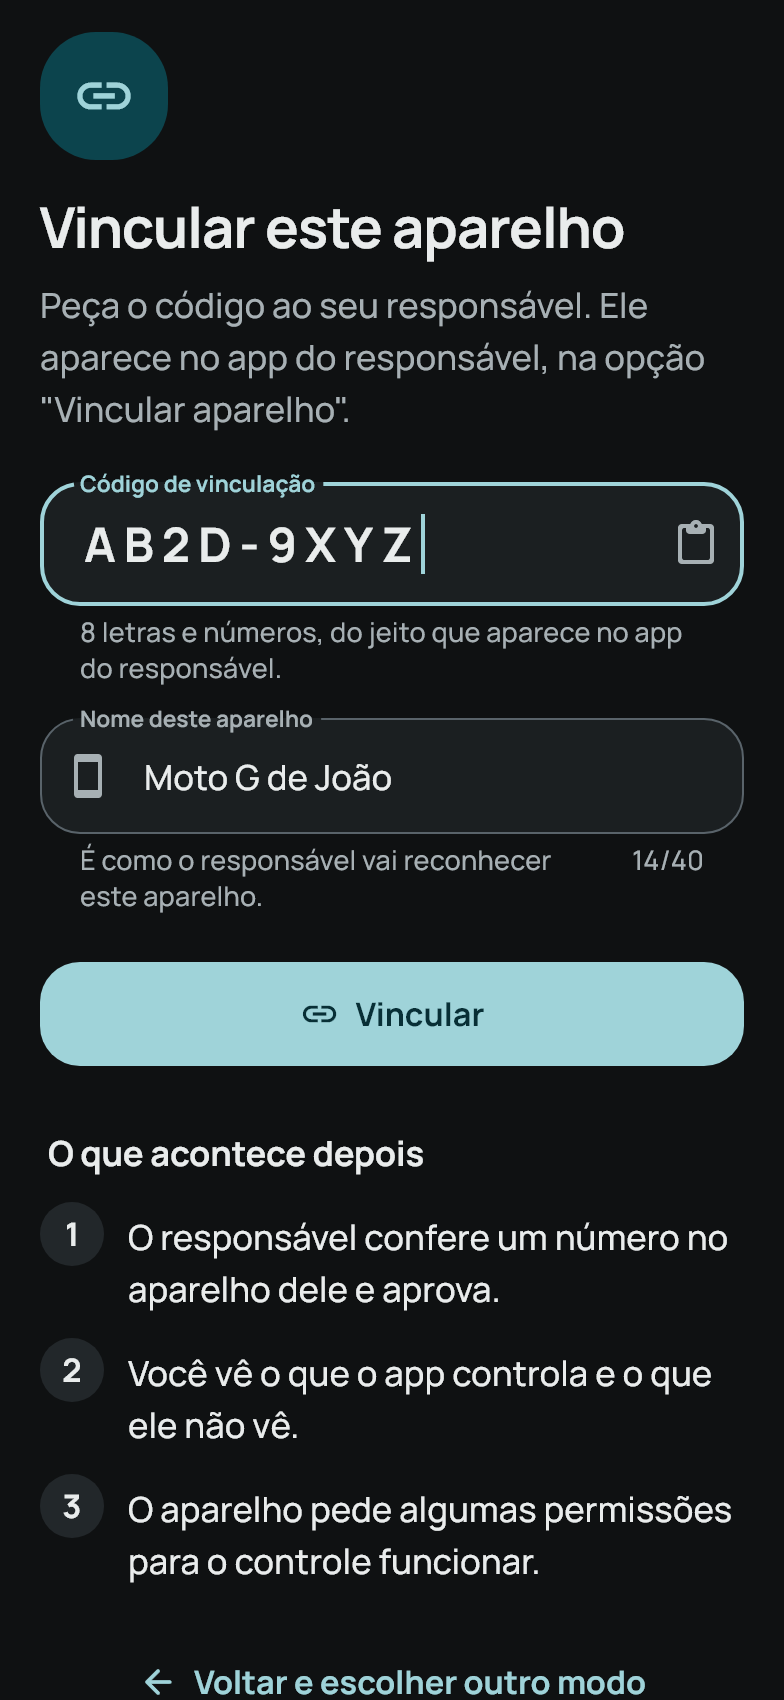 Vincular este aparelho
Peça o código ao seu responsável. Ele
aparece no app do responsável, na opção
"Vincular aparelho".
Código de vinculação
AB2D-9XYZ
8 letras e números, do jeito que aparece no app
do responsável.
Nome deste aparelho
Moto G de João
É como o responsável vai reconhecer
este aparelho.
14/40
Vincular
O que acontece depois
1
O responsável confere um número no
aparelho dele e aprova.
2
Você vê o que o app controla e o que
ele não vê.
3
O aparelho pede algumas permissões
para o controle funcionar.
Voltar e escolher outro modo